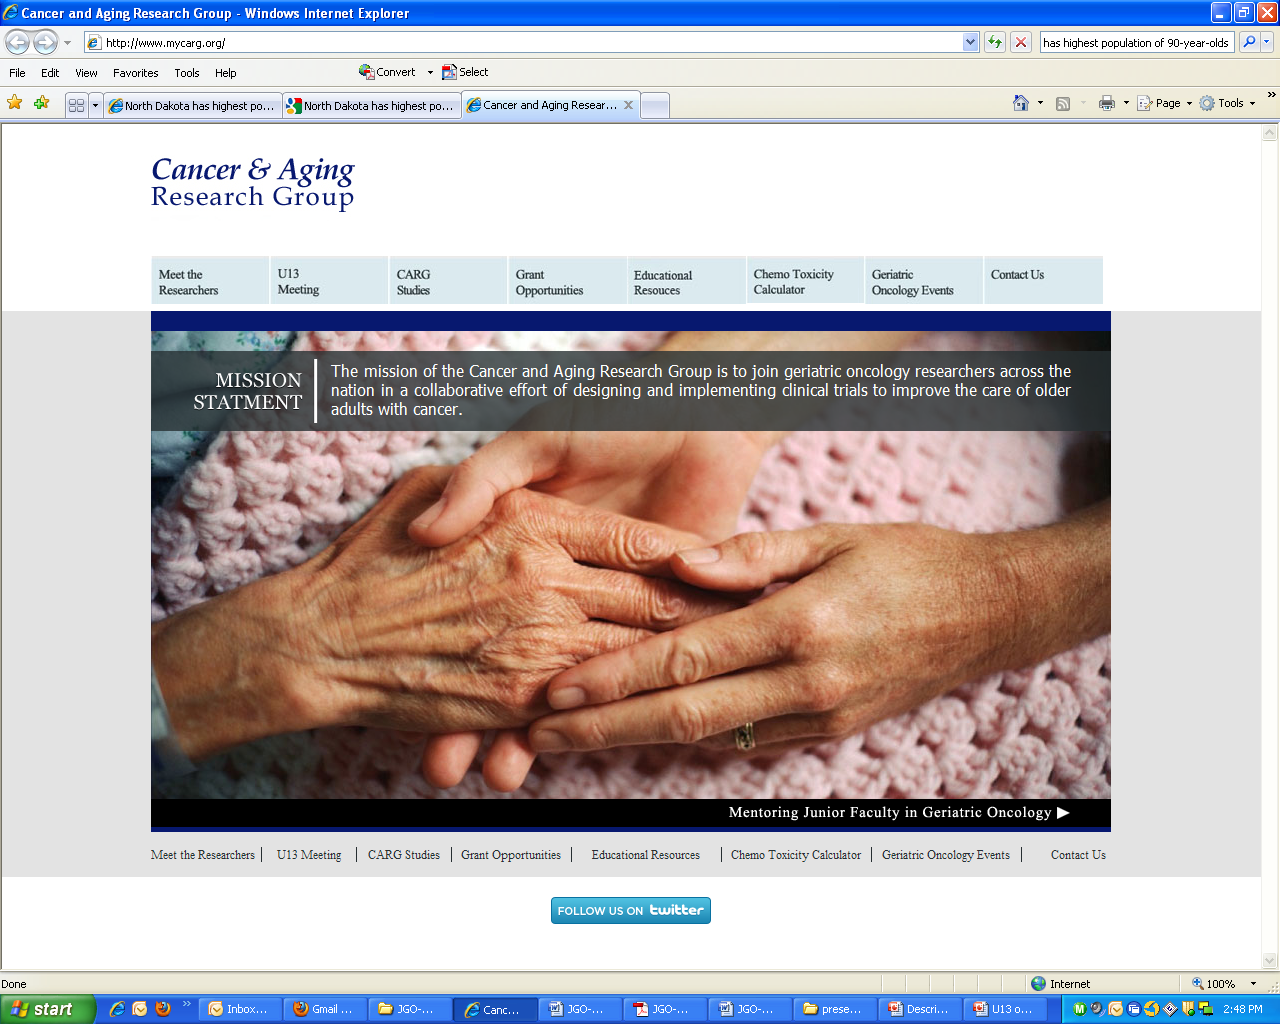 Cancer and Aging Research Group - Windows Internet Explorer
http://www.mycarg.org/
has highest population of 90-year-olds
File Edit View Favorites Tools Help
Convert Select
North Dakota has highest po...
North Dakota has highest po...
Cancer and Aging Resear...
Page Tools
Cancer & Aging
Research Group
Meet the
Researchers
U13
Meeting
CARG
Studies
Grant
Opportunities
Educational
Resouces
Chemo Toxicity
Calculator
Geriatric
Oncology Events
Contact Us
MISSION
STATMENT
The mission of the Cancer and Aging Research Group is to join geriatric oncology researchers across the
nation in a collaborative effort of designing and implementing clinical trials to improve the care of older
adults with cancer.
Mentoring Junior Faculty in Geriatric Oncology ▶
Meet the Researchers | U13 Meeting | CARG Studies | Grant Opportunities | Educational Resources | Chemo Toxicity Calculator | Geriatric Oncology Events | Contact Us
FOLLOW US ON twitter
Done
Internet
100%
start
Inbox...
Gmail ...
JGO-...
Canc...
JGO-...
JGO-...
JGO-...
prese...
Descri...
U13 o...
2:48 PM